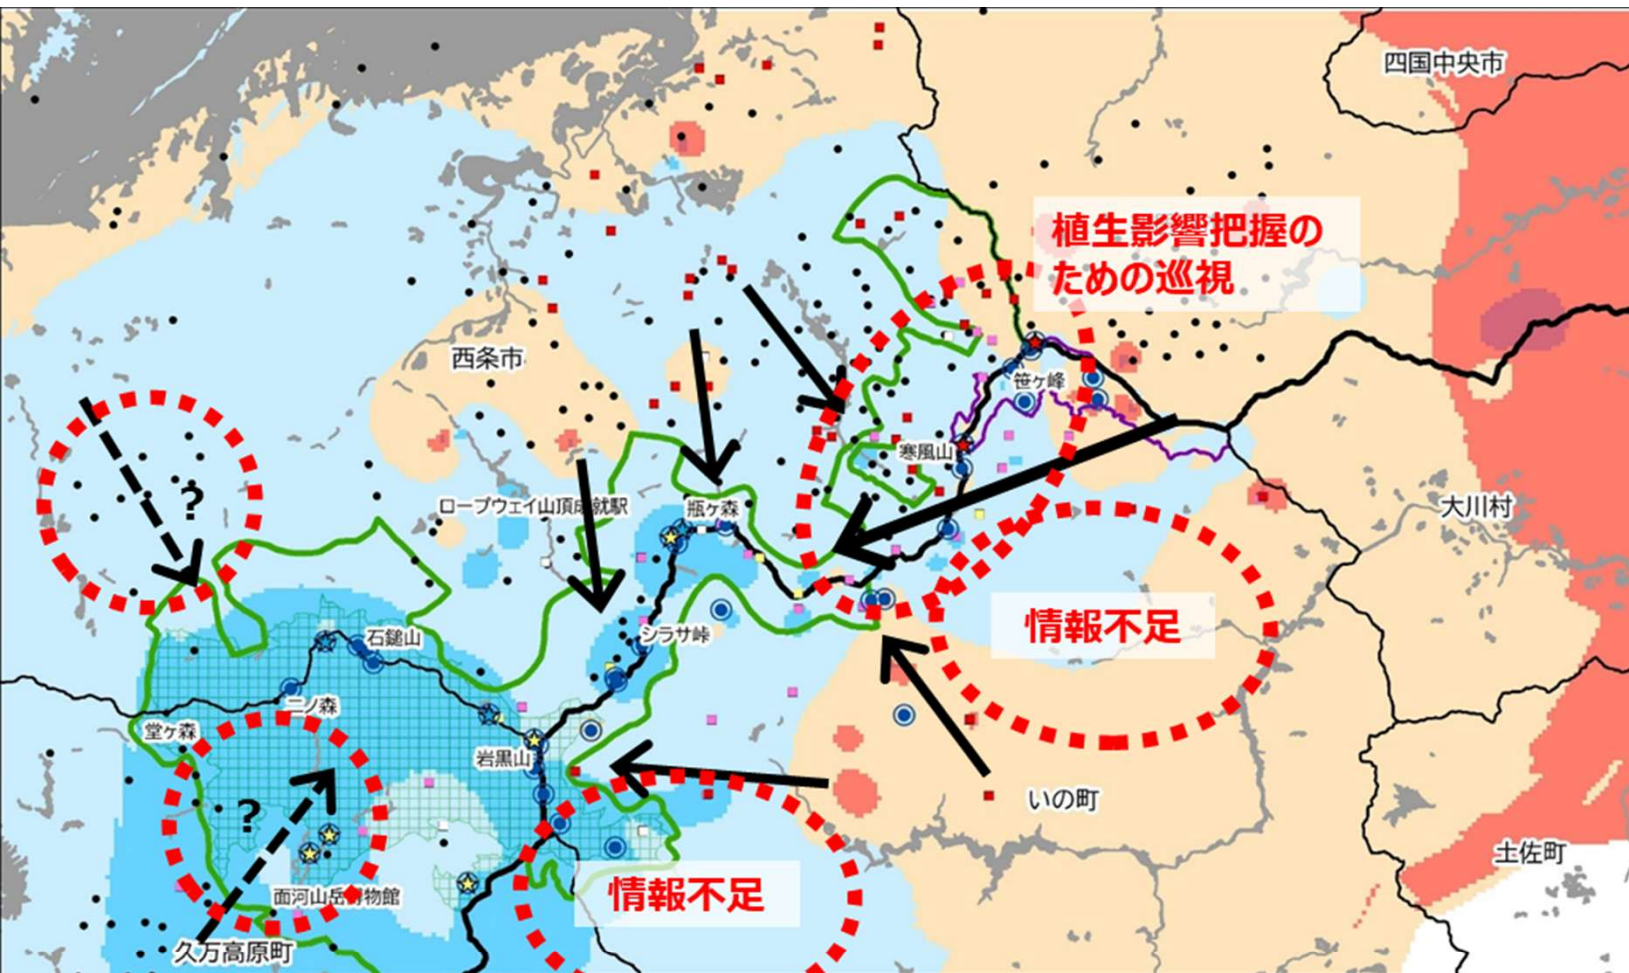 四国中央市
植生影響把握の
ための巡視
西条市
笹ヶ峰
寒風山
ロープウェイ山頂成就駅
瓶ヶ森
大川村
?
情報不足
石鎚山
シラサ峠
二ノ森
堂ヶ森
岩黒山
いの町
?
土佐町
情報不足
面河山岳博物館
久万高原町